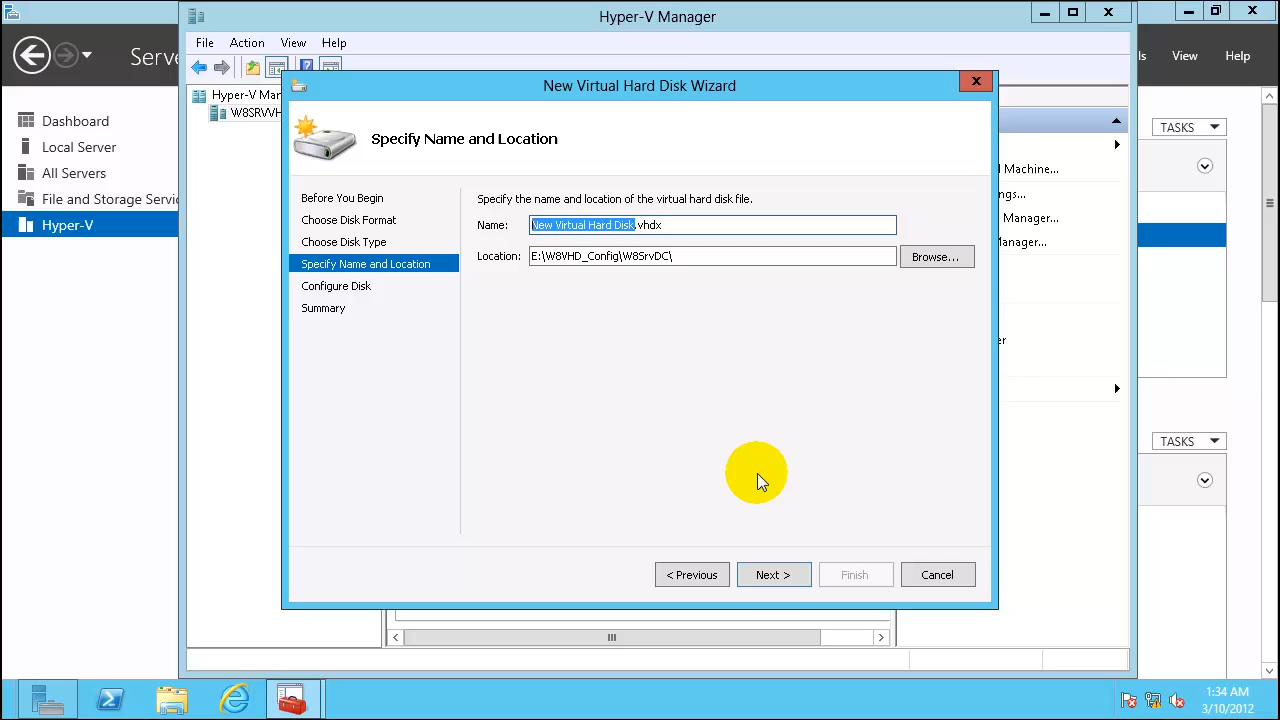 Hyper-V Manager
Serve
File Action View Help
ls View Help
New Virtual Hard Disk Wizard
Hyper-V Mar
W8SRVVH
Specify Name and Location
Dashboard
Local Server
All Servers
File and Storage Servic
Hyper-V
Before You Begin
Choose Disk Format
Choose Disk Type
Specify Name and Location
Configure Disk
Summary
Specify the name and location of the virtual hard disk file.
Name: New Virtual Hard Disk.vhdx
Location: E:\W8VHD_Config\W8SrvDC\ Browse...
< Previous Next > Finish Cancel
l Machine...
ngs...
Manager...
anager...
er
TASKS
TASKS
1:34 AM
3/10/2012